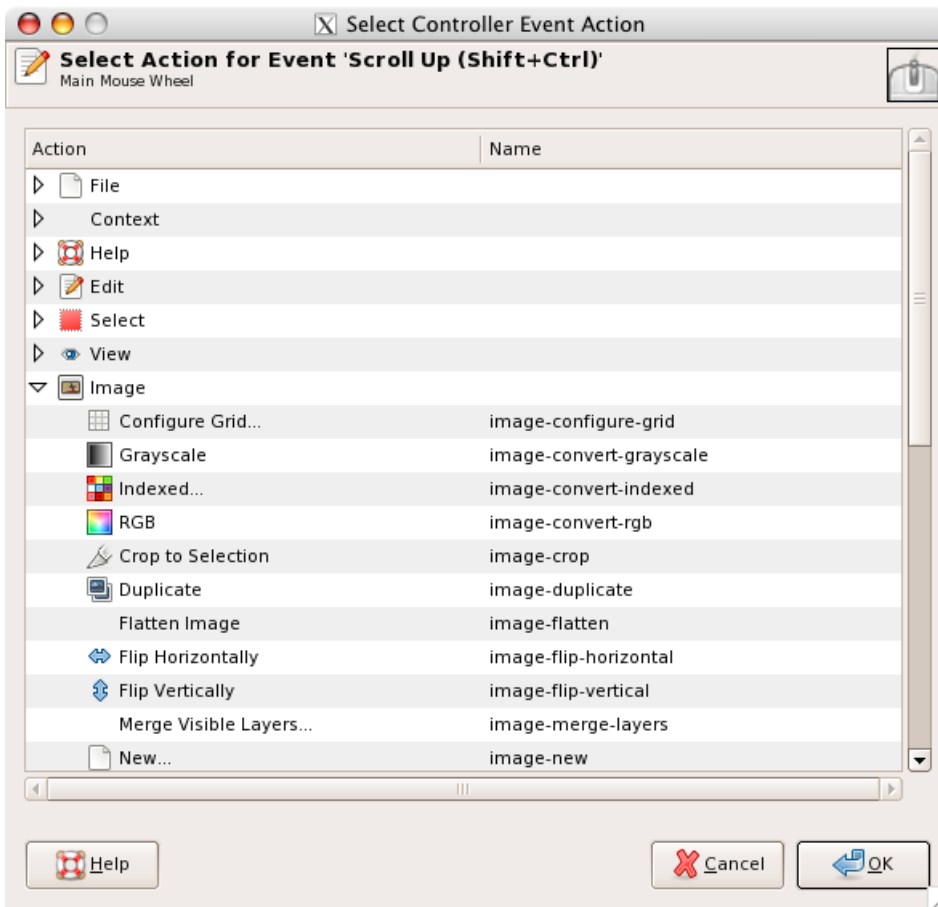 Select Controller Event Action
Select Action for Event 'Scroll Up (Shift+Ctrl)'
Main Mouse Wheel
Action Name
File
Context
Help
Edit
Select
View
Image
Configure Grid... image-configure-grid
Grayscale image-convert-grayscale
Indexed... image-convert-indexed
RGB image-convert-rgb
Crop to Selection image-crop
Duplicate image-duplicate
Flatten Image image-flatten
Flip Horizontally image-flip-horizontal
Flip Vertically image-flip-vertical
Merge Visible Layers... image-merge-layers
New... image-new
Help Cancel OK